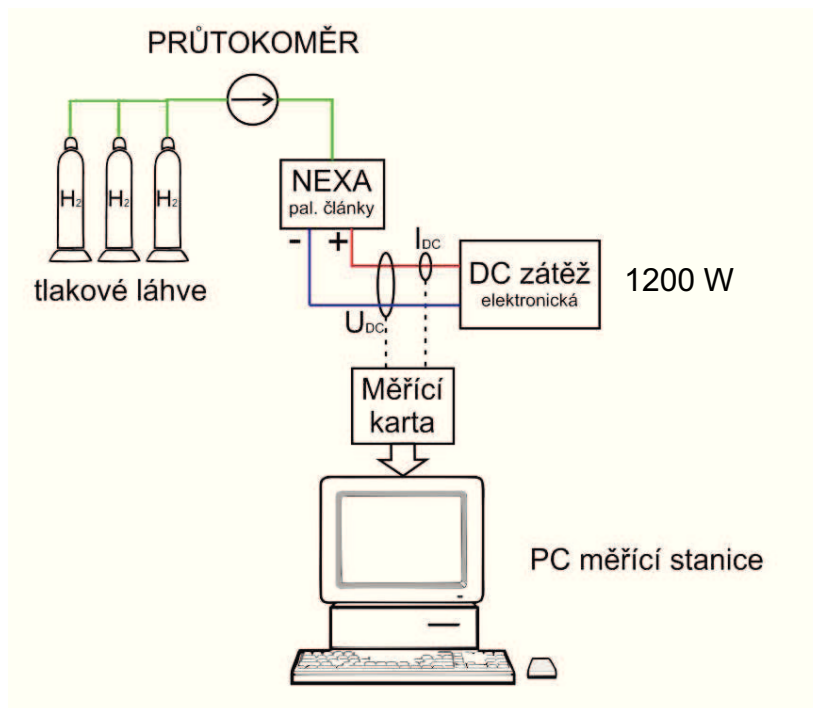 PRŮTOKOMĚR
H2 H2 H2
tlakové láhve
NEXA
pal. články
- +
IDC
UDC
DC zátěž
elektronická
1200 W
Měřící
karta
PC měřící stanice